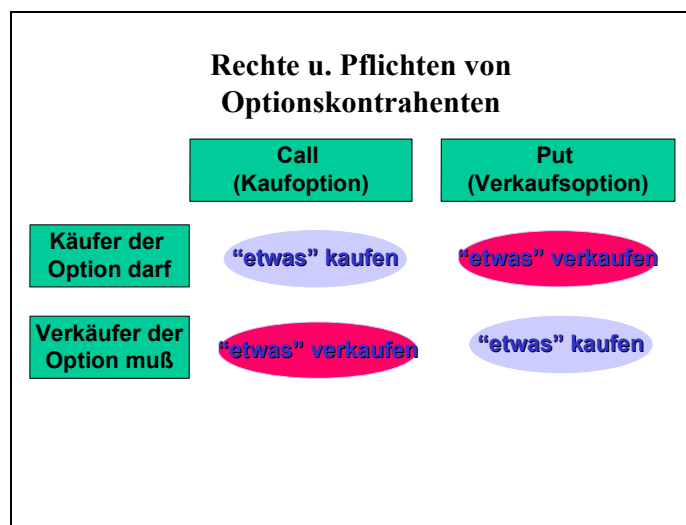 Rechte u. Pflichten von
Optionskontrahenten
Call
(Kaufoption)
Put
(Verkaufsoption)
Käufer der
Option darf
“etwas” kaufen
“etwas” verkaufen
Verkäufer der
Option muß
“etwas” verkaufen
“etwas” kaufen